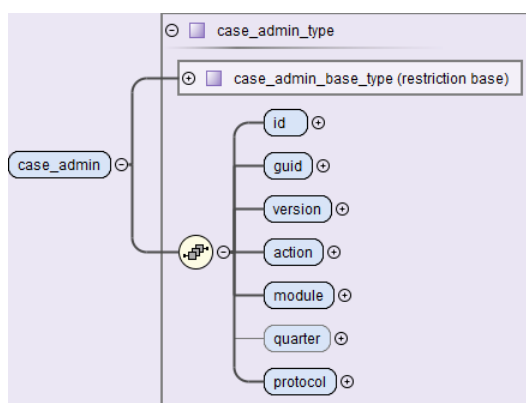 case_admin_type
case_admin_base_type (restriction base)
id
guid
case_admin
version
action
module
quarter
protocol